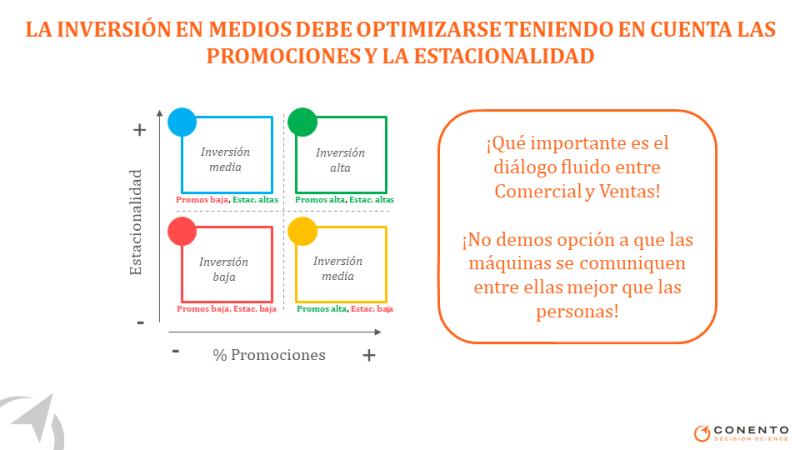 LA INVERSIÓN EN MEDIOS DEBE OPTIMIZARSE TENIENDO EN CUENTA LAS
PROMOCIONES Y LA ESTACIONALIDAD
+
Estacionalidad
-
Inversión
media
Promos baja, Estac. altas
Inversión
alta
Promos alta, Estac. altas
Inversión
baja
Promos baja. Estac. baja
Inversión
media
Promos alta, Estac. baja
-
% Promociones
+
¡Qué importante es el
diálogo fluido entre
Comercial y Ventas!
¡No demos opción a que las
máquinas se comuniquen
entre ellas mejor que las
personas!
CONENTO
DECISION SCIENCE